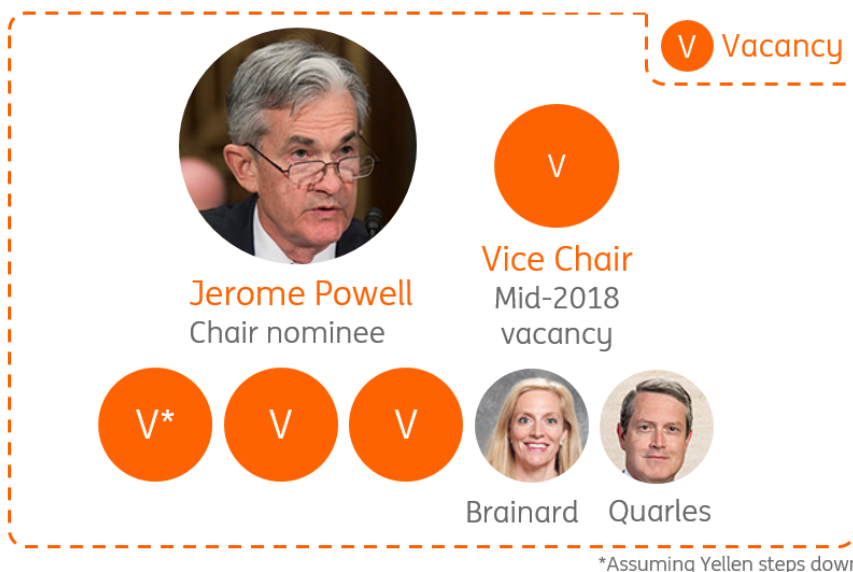 V Vacancy
V
Jerome Powell
Chair nominee
Vice Chair
Mid-2018
vacancy
V* V V
Brainard Quarles
*Assuming Yellen steps down